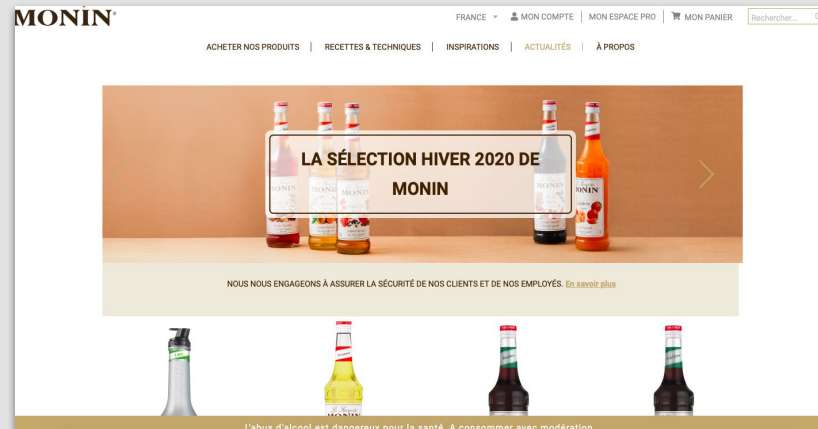 MONIN
FRANCE MON COMPTE MON ESPACE PRO MON PANIER Rechercher...
ACHETER NOS PRODUITS RECETTES & TECHNIQUES INSPIRATIONS ACTUALITÉS À PROPOS
LA SÉLECTION HIVER 2020 DE
MONIN
MONIN
NOUS NOUS ENGAGEONS À ASSURER LA SÉCURITÉ DE NOS CLIENTS ET DE NOS EMPLOYÉS. En savoir plus
L'abus d'alcool est dangereux pour la santé. A consommer avec modération